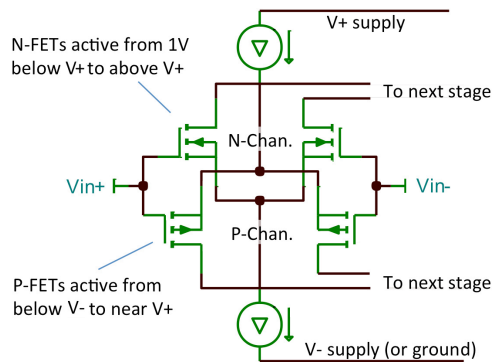 V+ supply
N-FETs active from 1V
below V+ to above V+
To next stage
N-Chan.
Vin+
Vin-
P-Chan.
P-FETs active from
below V- to near V+
To next stage
V- supply (or ground)